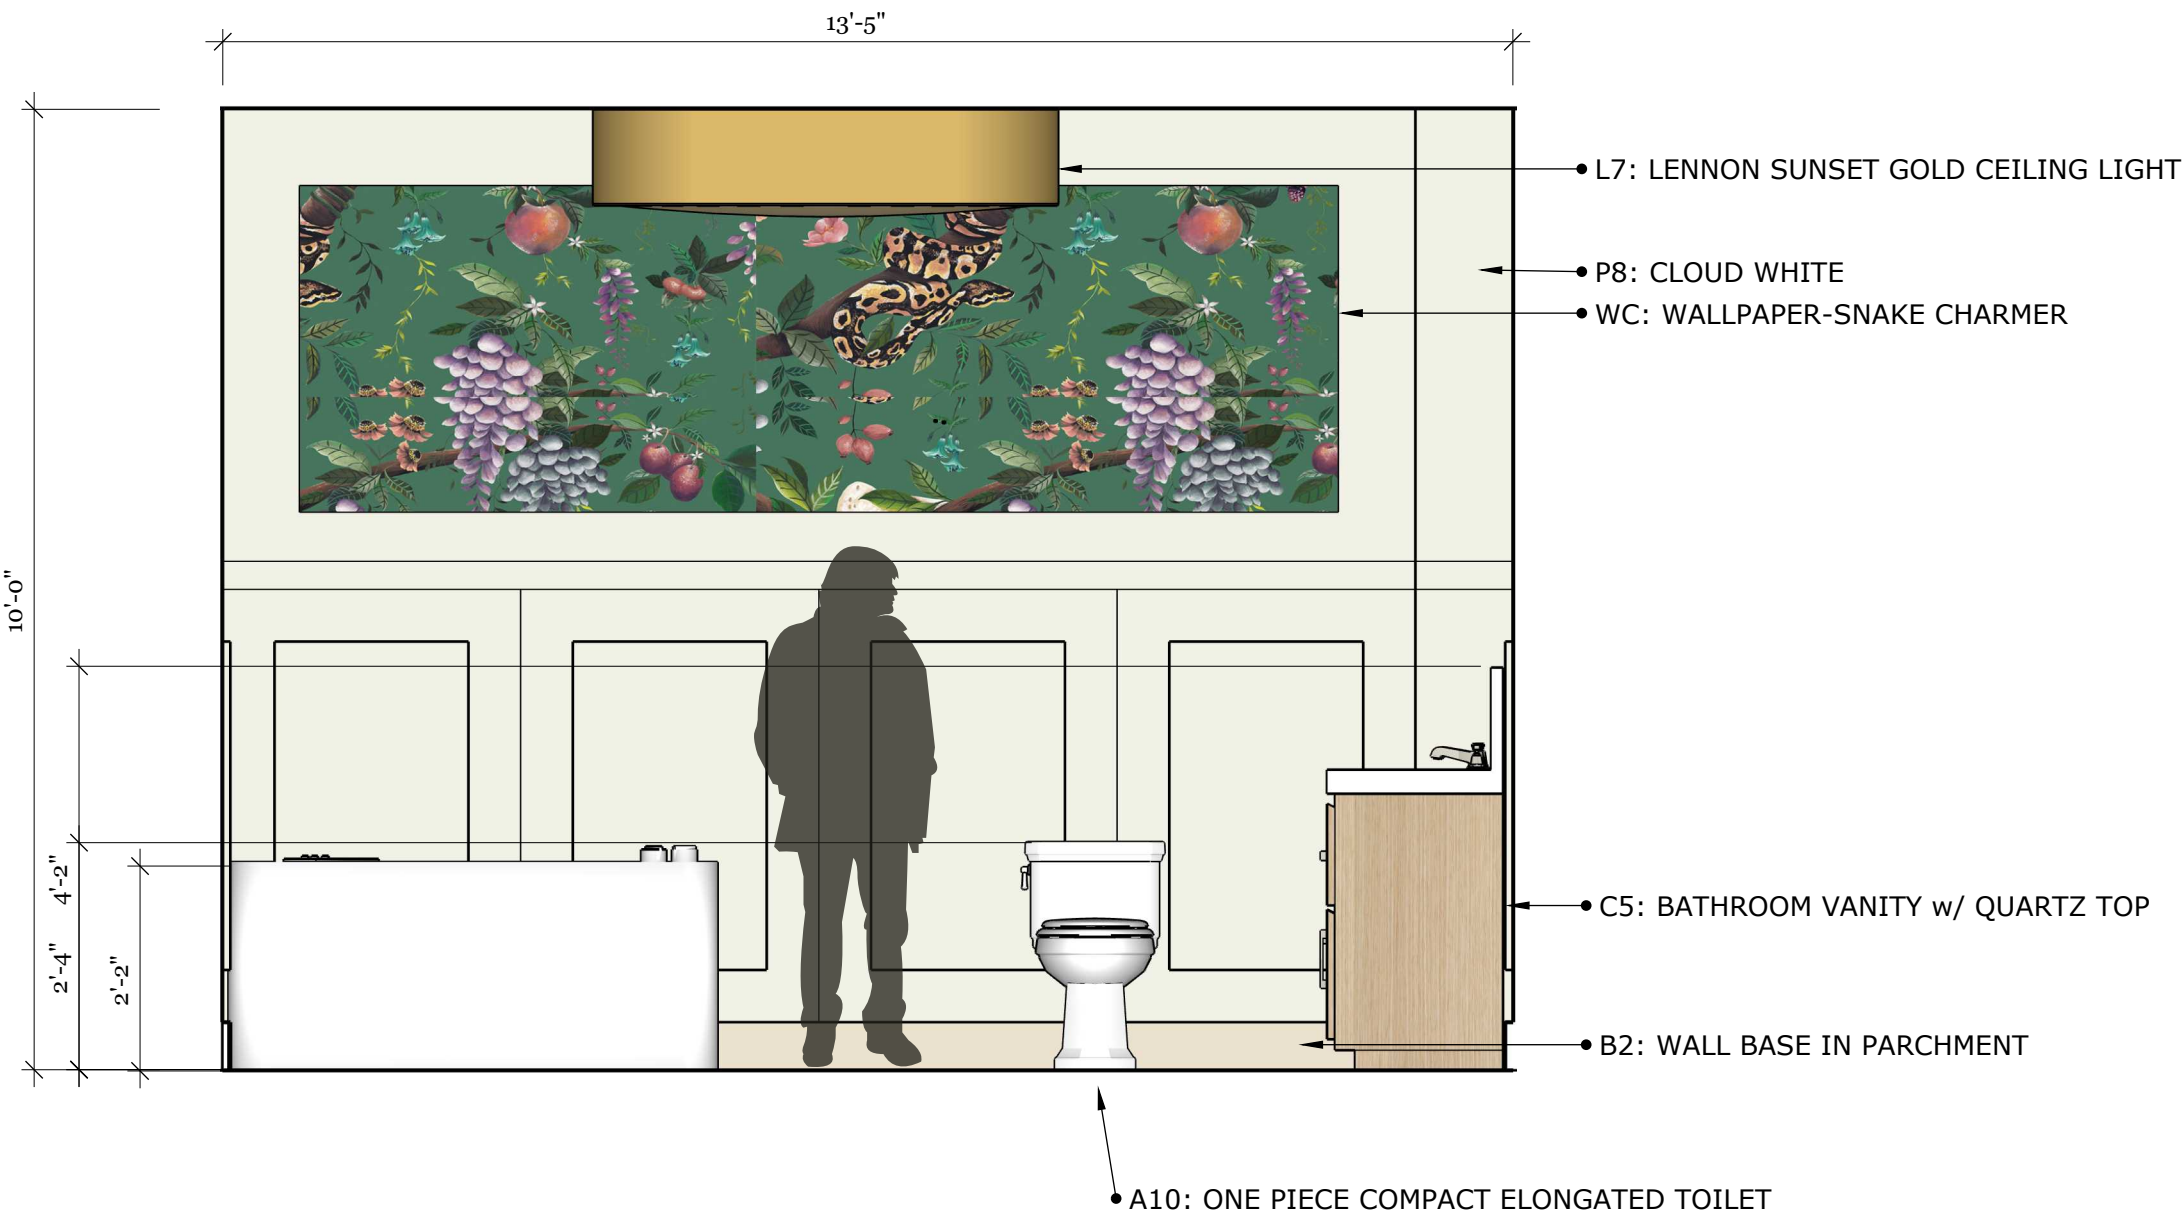 13'-5"
L7: LENNON SUNSET GOLD CEILING LIGHT
P8: CLOUD WHITE
WC: WALLPAPER-SNAKE CHARMER
10'-0"
4'-2"
2'-4"
2'-2"
C5: BATHROOM VANITY w/ QUARTZ TOP
B2: WALL BASE IN PARCHMENT
A10: ONE PIECE COMPACT ELONGATED TOILET